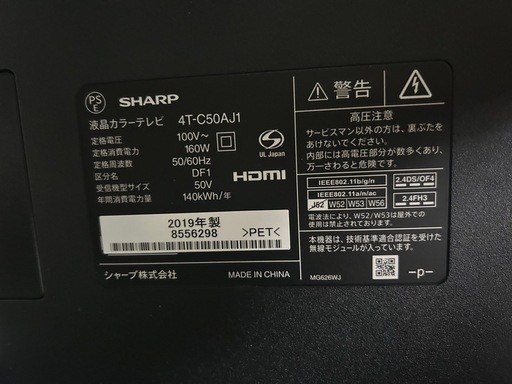 PS
E
SHARP 4T-C50AJ1
液晶カラーテレビ
定格電圧 100V~
定格消費電力 160W
定格周波数 50/60Hz
区分名 DF1
受信機型サイズ 50V
年間消費電力量 140kWh/年
UL Japan
HDMI
2019年製
8556298
>PET<
シャープ株式会社 MADE IN CHINA
警告
高圧注意
サービスマン以外の方は、裏ぶたを
あけないでください。
内部には高電圧部分が数多くあり、
万一さわると危険です。
IEEE802.11b/g/n
IEEE802.11a/n/ac
J52 W52 W53 W56
2.4DS/OF4
2.4FH3
電波法により、W52/W53は屋外での
使用は禁じられています。
本機器は、技術基準適合認証を受けた
無線モジュールが入っています。
MG626WJ
-p-